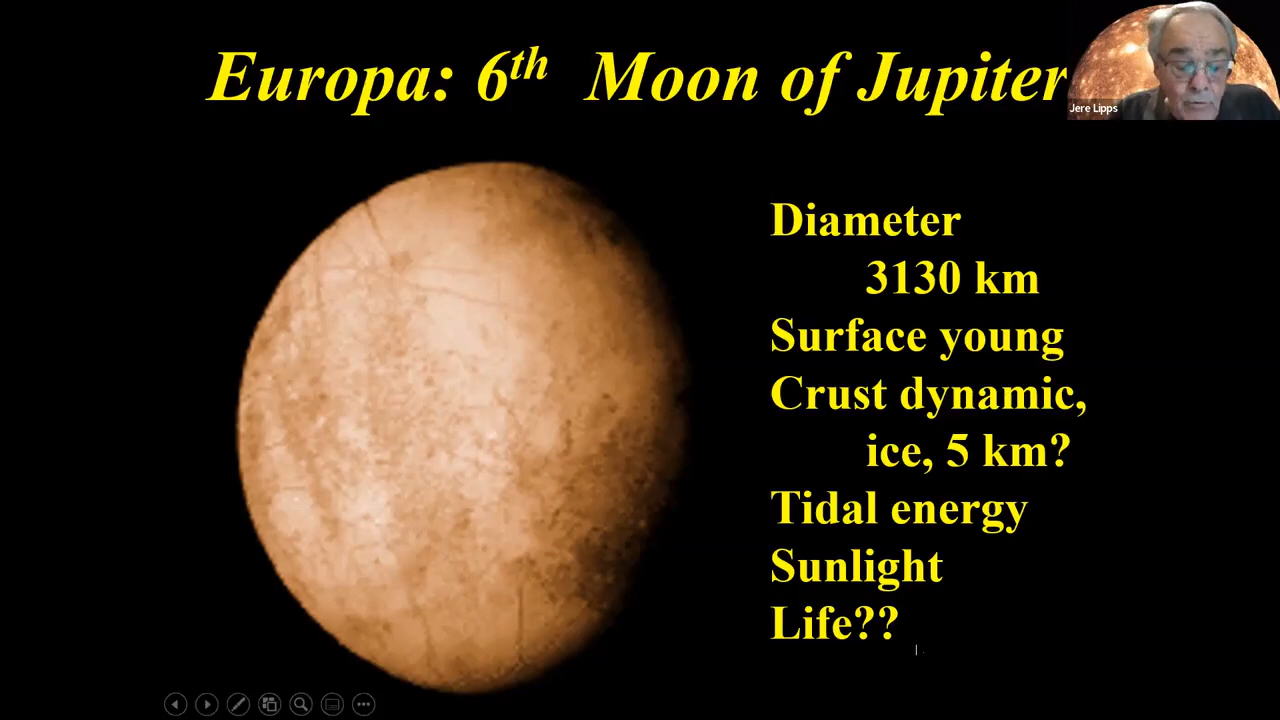 Europa: 6th Moon of Jupiter
Jere Lipps
Diameter
3130 km
Surface young
Crust dynamic,
ice, 5 km?
Tidal energy
Sunlight
Life??